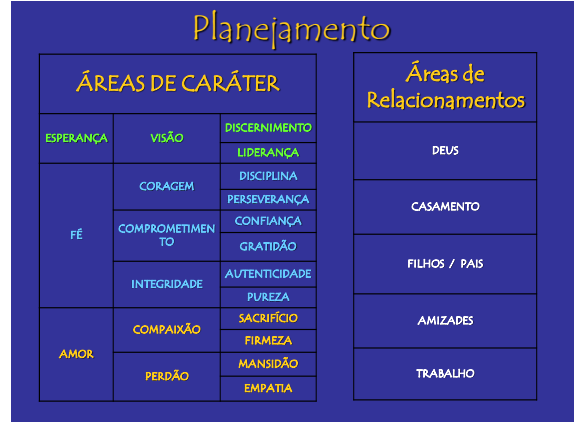 Planejamento
ÁREAS DE CARÁTER
ESPERANÇA
VISÃO
DISCERNIMENTO
LIDERANÇA
FÉ
CORAGEM
DISCIPLINA
PERSEVERANÇA
COMPROMETIMEN
TO
CONFIANÇA
GRATIDÃO
INTEGRIDADE
AUTENTICIDADE
PUREZA
AMOR
COMPAIXÃO
SACRIFÍCIO
FIRMEZA
PERDÃO
MANSIDÃO
EMPATIA
Áreas de
Relacionamentos
DEUS
CASAMENTO
FILHOS / PAIS
AMIZADES
TRABALHO